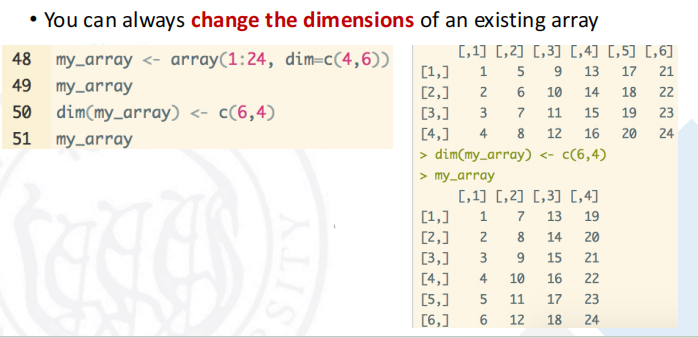 • You can always change the dimensions of an existing array
48 my_array <- array(1:24, dim=c(4,6))
49 my_array
50 dim(my_array) <- c(6,4)
51 my_array
[,1] [,2] [,3] [,4] [,5] [,6]
[1,] 1 5 9 13 17 21
[2,] 2 6 10 14 18 22
[3,] 3 7 11 15 19 23
[4,] 4 8 12 16 20 24
> dim(my_array) <- c(6,4)
> my_array
[,1] [,2] [,3] [,4]
[1,] 1 7 13 19
[2,] 2 8 14 20
[3,] 3 9 15 21
[4,] 4 10 16 22
[5,] 5 11 17 23
[6,] 6 12 18 24